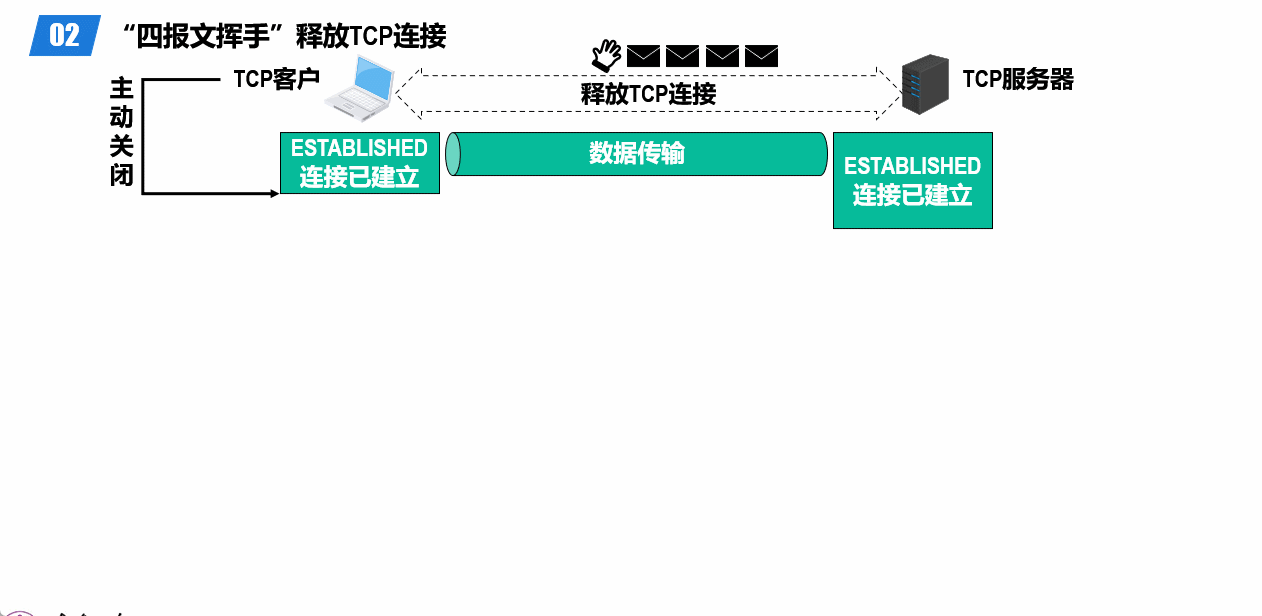 02 “四报文挥手”释放TCP连接
主动关闭
TCP客户
释放TCP连接
TCP服务器
ESTABLISHED
连接已建立
数据传输
ESTABLISHED
连接已建立